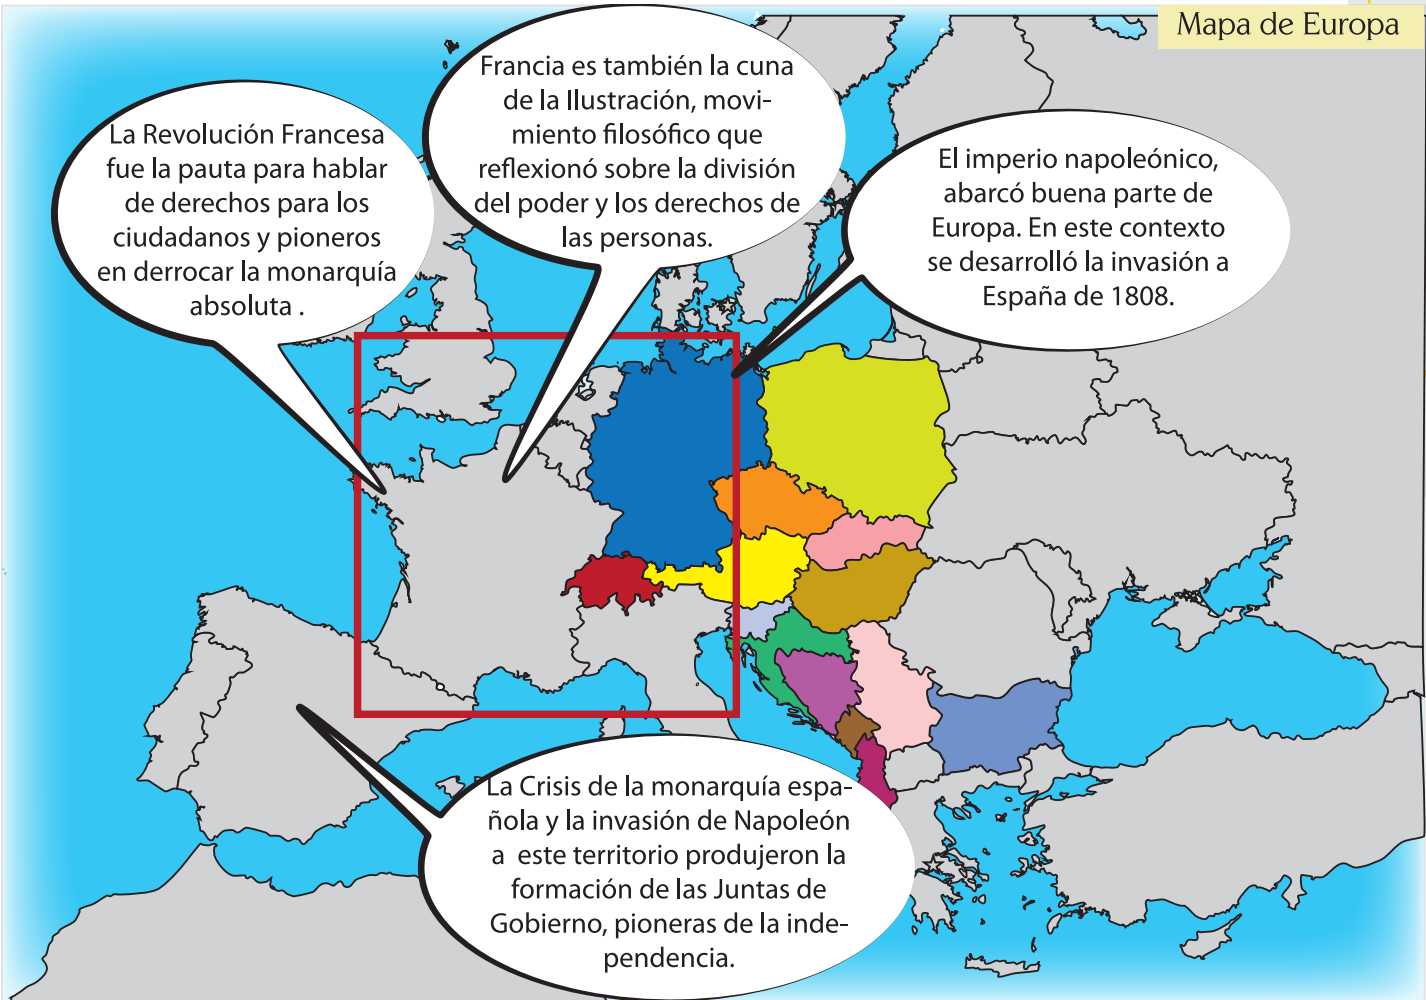 Mapa de Europa
La Revolución Francesa
fue la pauta para hablar
de derechos para los
ciudadanos y pioneros
en derrocar la monarquía
absoluta .
Francia es también la cuna
de la Ilustración, movi-
miento filosófico que
reflexionó sobre la división
del poder y los derechos de
las personas.
El imperio napoleónico,
abarcó buena parte de
Europa. En este contexto
se desarrolló la invasión a
España de 1808.
La Crisis de la monarquía espa-
ñola y la invasión de Napoleón
a este territorio produjeron la
formación de las Juntas de
Gobierno, pioneras de la inde-
pendencia.